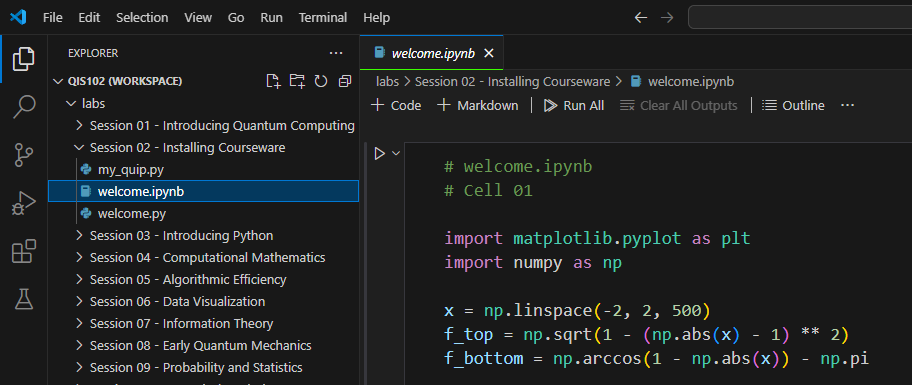 File Edit Selection View Go Run Terminal Help
EXPLORER
QIS102 (WORKSPACE)
labs
Session 01 - Introducing Quantum Computing
Session 02 - Installing Courseware
my_quip.py
welcome.ipynb
welcome.py
Session 03 - Introducing Python
Session 04 - Computational Mathematics
Session 05 - Algorithmic Efficiency
Session 06 - Data Visualization
Session 07 - Information Theory
Session 08 - Early Quantum Mechanics
Session 09 - Probability and Statistics
welcome.ipynb
labs > Session 02 - Installing Courseware > welcome.ipynb
+ Code + Markdown Run All Clear All Outputs Outline ...
# welcome.ipynb
# Cell 01
import matplotlib.pyplot as plt
import numpy as np
x = np.linspace(-2, 2, 500)
f_top = np.sqrt(1 - (np.abs(x) - 1) ** 2)
f_bottom = np.arccos(1 - np.abs(x)) - np.pi